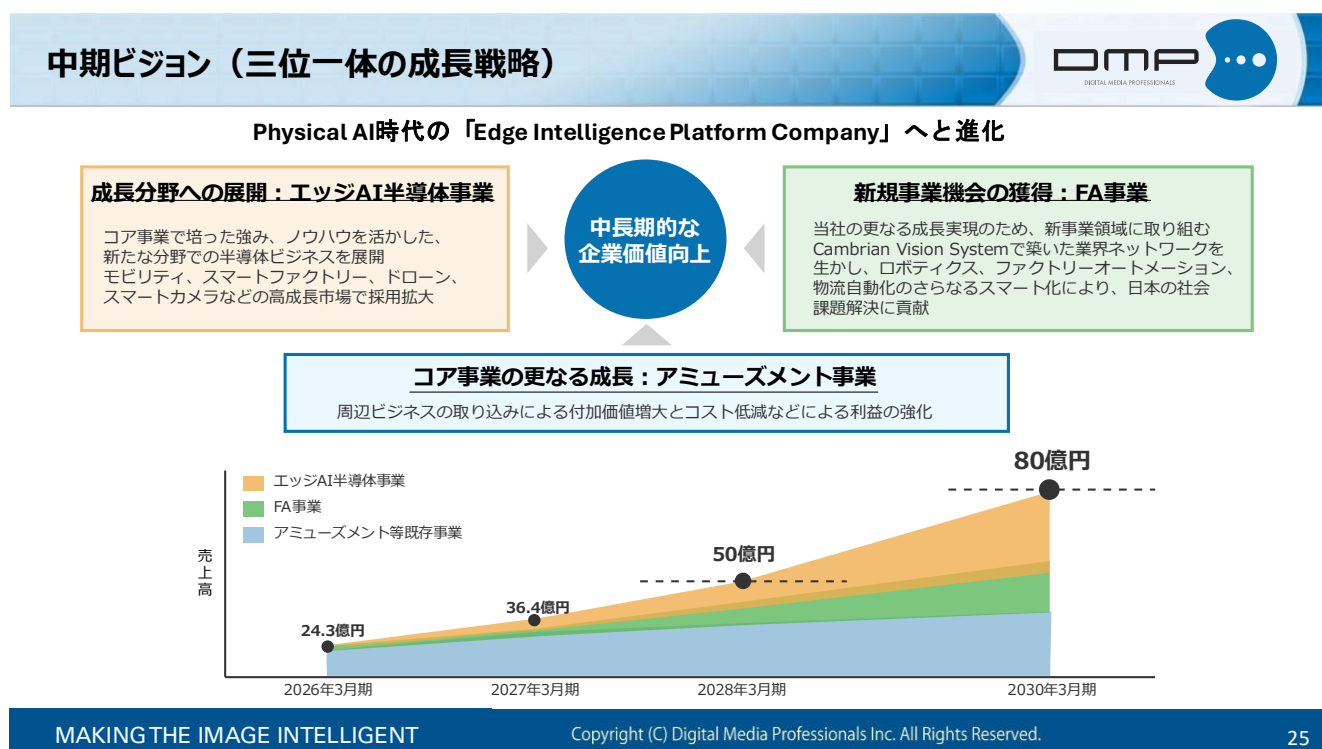 中期ビジョン（三位一体の成長戦略）
DMP
DIGITAL MEDIA PROFESSIONALS
Physical AI時代の「Edge Intelligence Platform Company」へと進化
成長分野への展開：エッジAI半導体事業
コア事業で培った強み、ノウハウを活かした、
新たな分野での半導体ビジネスを展開
モビリティ、スマートファクトリー、ドローン、
スマートカメラなどの高成長市場で採用拡大
中長期的な
企業価値向上
新規事業機会の獲得：FA事業
当社の更なる成長実現のため、新事業領域に取り組む
Cambrian Vision Systemで築いた業界ネットワークを
生かし、ロボティクス、ファクトリーオートメーション、
物流自動化のさらなるスマート化により、日本の社会
課題解決に貢献
コア事業の更なる成長：アミューズメント事業
周辺ビジネスの取り込みによる付加価値増大とコスト低減などによる利益の強化
エッジAI半導体事業
FA事業
アミューズメント等既存事業
売上高
24.3億円
36.4億円
50億円
80億円
2026年3月期
2027年3月期
2028年3月期
2030年3月期
MAKING THE IMAGE INTELLIGENT
Copyright (C) Digital Media Professionals Inc. All Rights Reserved.
25